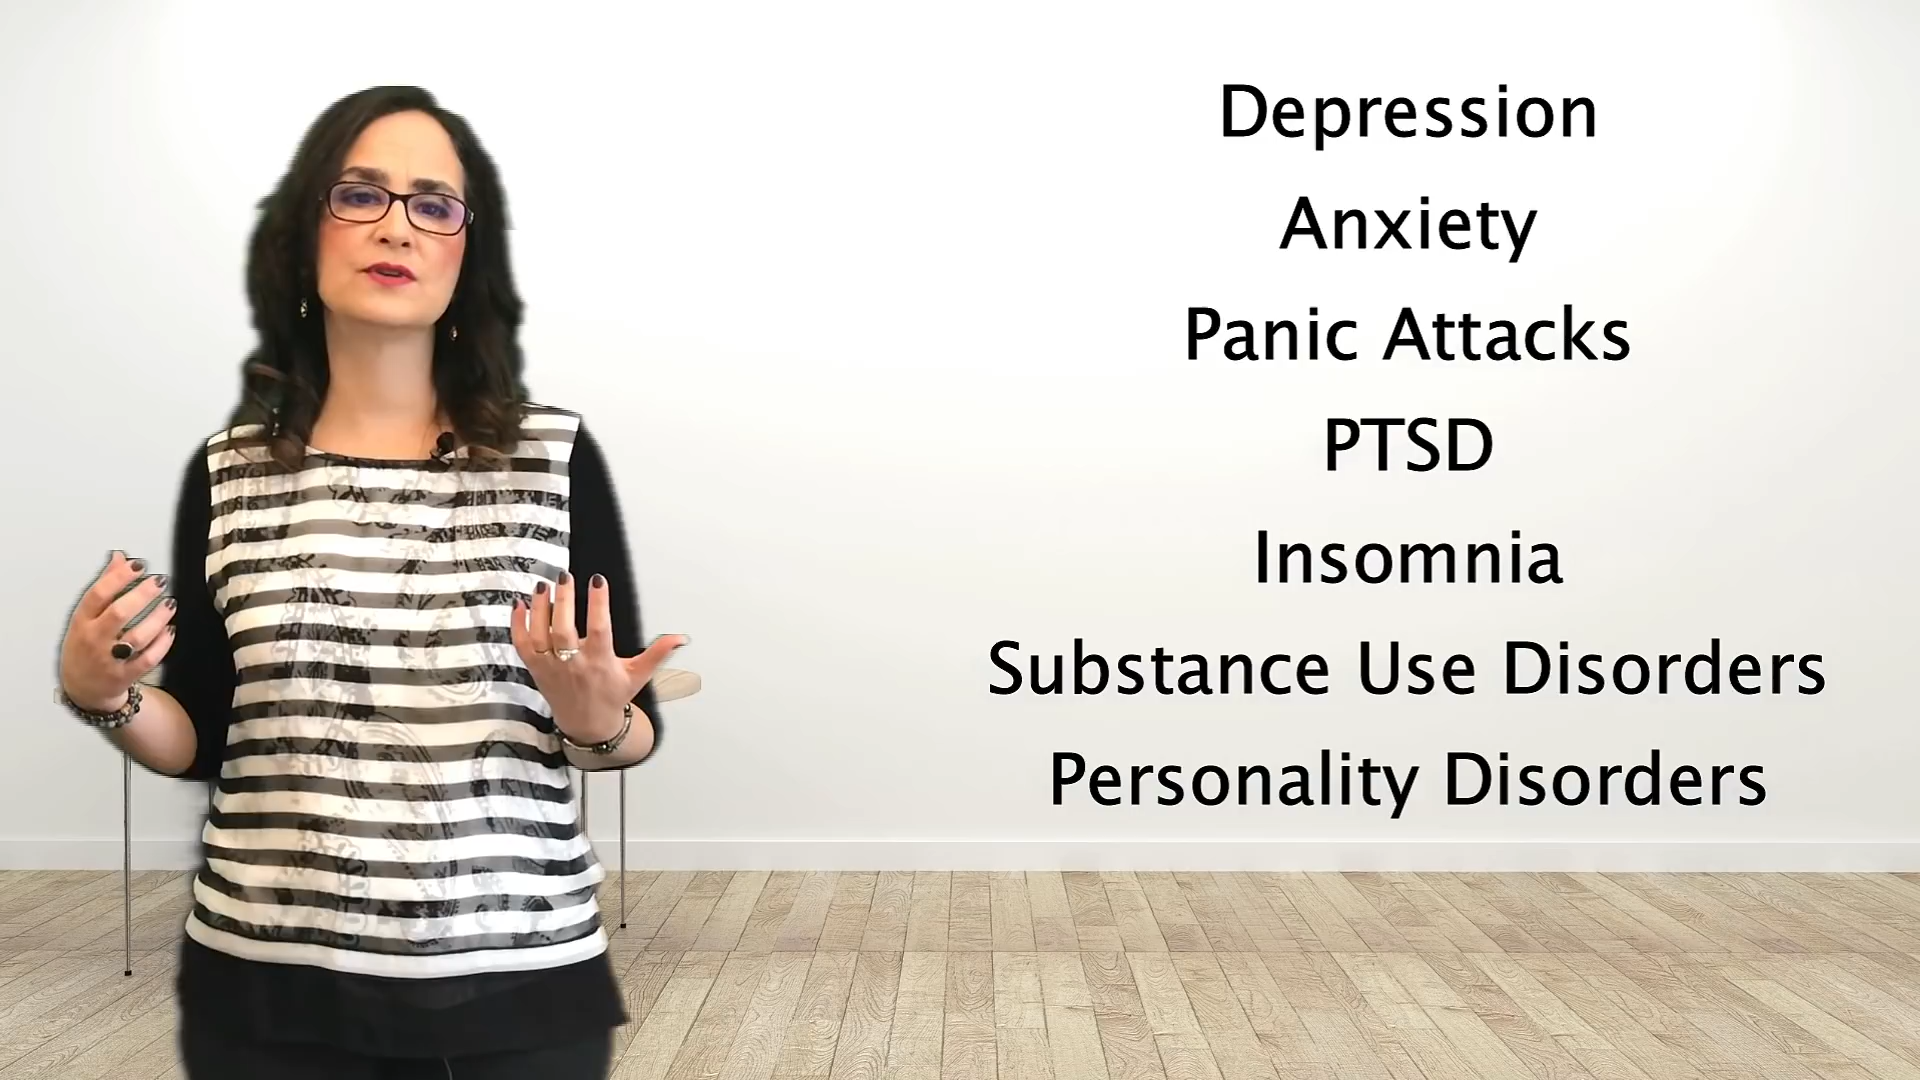 Depression
Anxiety
Panic Attacks
PTSD
Insomnia
Substance Use Disorders
Personality Disorders